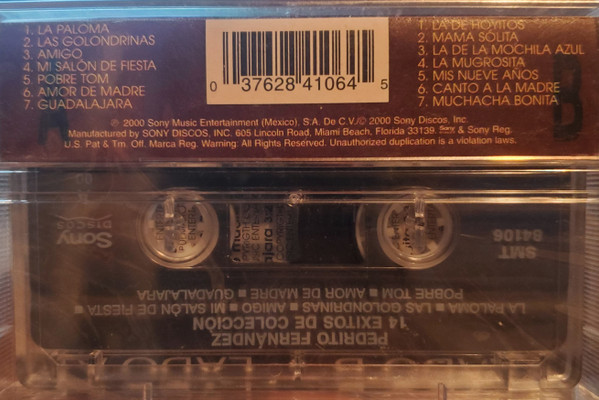 1. LA PALOMA
2. LAS GOLONDRINAS
3. AMIGO
4. MI SALÓN DE FIESTA
5. POBRE TOM
6. AMOR DE MADRE
7. GUADALAJARA
A
0 37628 41064 5
1. LA DE HOYITOS
2. MAMA SOLITA
3. LA DE LA MOCHILA AZUL
4. LA MUGROSITA
5. MIS NUEVE AÑOS
6. CANTO A LA MADRE
7. MUCHACHA BONITA
B
℗ 2000 Sony Music Entertainment (Mexico), S.A. De C.V./© 2000 Sony Discos, Inc.
Manufactured by SONY DISCOS, INC. 605 Lincoln Road, Miami Beach, Florida 33139. Sony & Sony Reg.
U.S. Pat & Tm. Off. Marca Reg. Warning: All Rights Reserved. Unauthorized duplication is a violation laws.
PEDRITO FERNÁNDEZ
14 EXITOS DE COLECCIÓN
LA PALOMA ■ LAS GOLONDRINAS ■ AMIGO ■ MI SALÓN DE FIESTA ■
POBRE TOM ■ AMOR DE MADRE ■ GUADALAJARA
Sony
DISCOS
SMT
84106